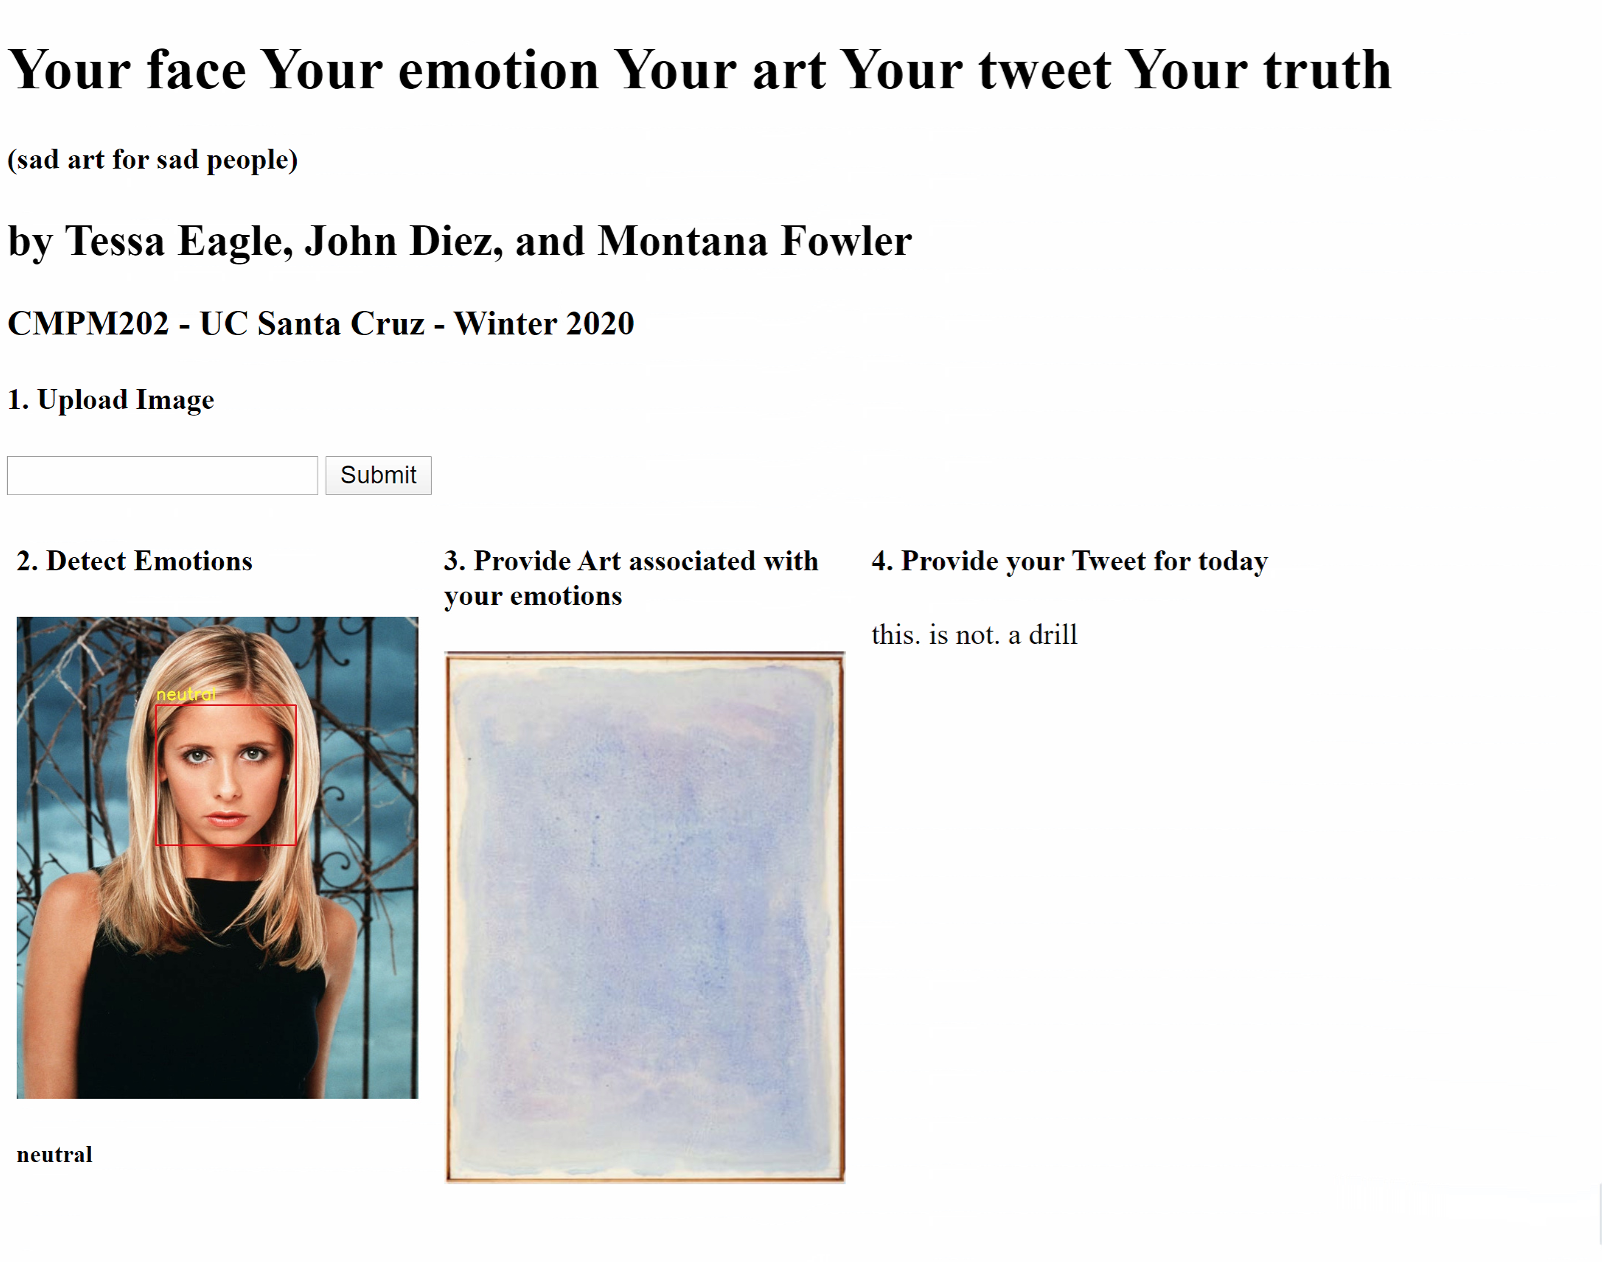 Your face Your emotion Your art Your tweet Your truth
(sad art for sad people)
by Tessa Eagle, John Diez, and Montana Fowler
CMPM202 - UC Santa Cruz - Winter 2020
1. Upload Image
Submit
2. Detect Emotions
neutral
neutral
3. Provide Art associated with
your emotions
4. Provide your Tweet for today
this. is not. a drill